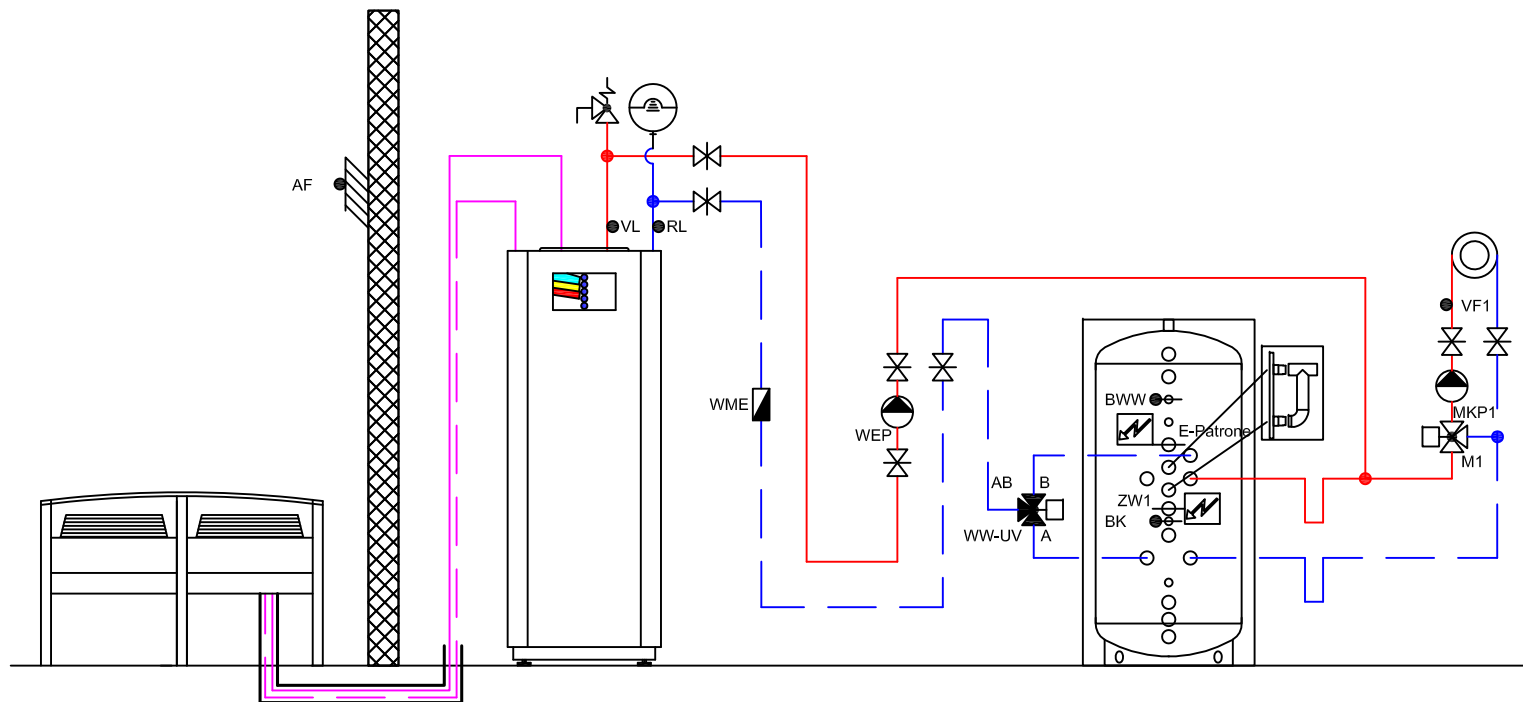 AF
VL
RL
VF1
WME
BWW
MKP1
WEP
E-Patrone
M1
AB
B
ZW1
BK
WW-UV
A